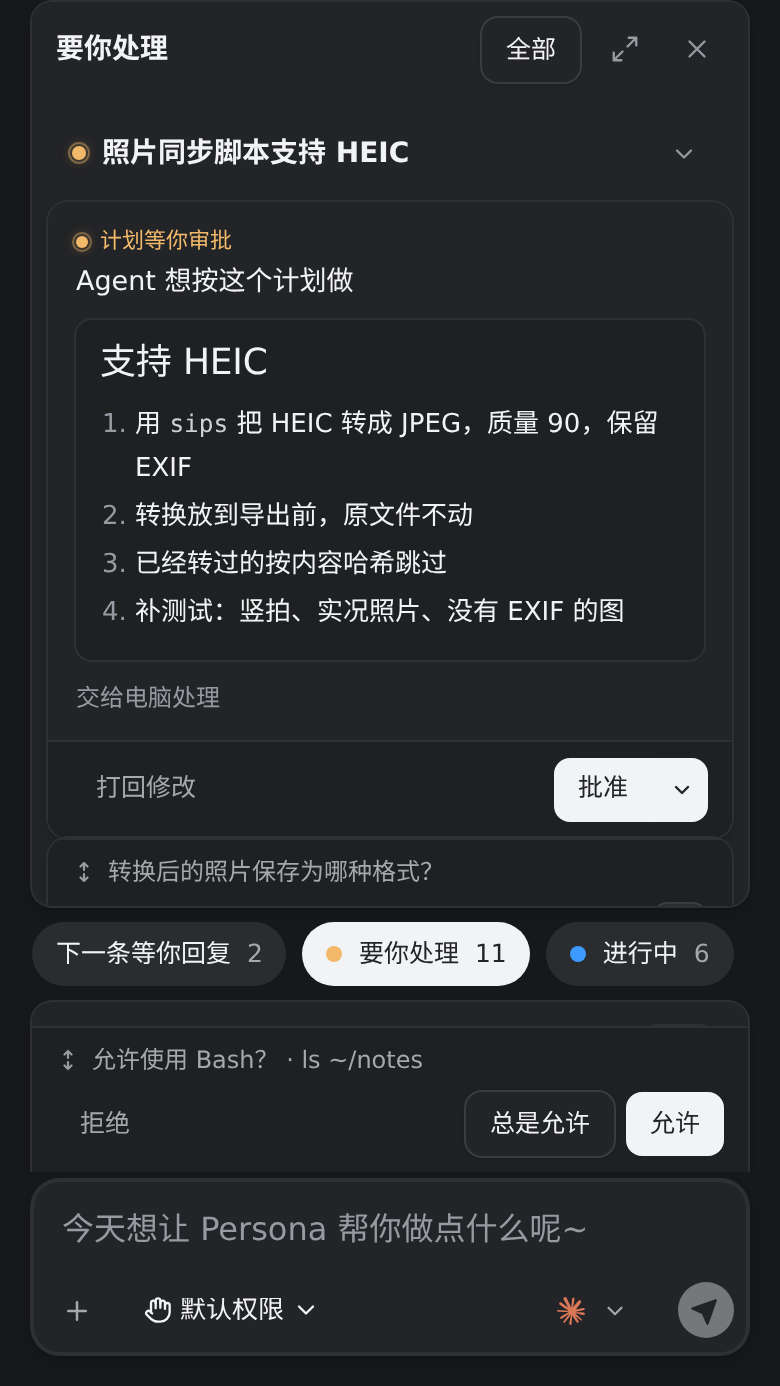 要你处理
全部
照片同步脚本支持 HEIC
计划等你审批
Agent 想按这个计划做
支持 HEIC
1. 用 sips 把 HEIC 转成 JPEG，质量 90，保留
EXIF
2. 转换放到导出前，原文件不动
3. 已经转过的按内容哈希跳过
4. 补测试：竖拍、实况照片、没有 EXIF 的图
交给电脑处理
打回修改
批准
转换后的照片保存为哪种格式？
下一条等你回复 2
要你处理 11
进行中 6
允许使用 Bash？ · ls ~/notes
拒绝
总是允许
允许
今天想让 Persona 帮你做点什么呢~
默认权限